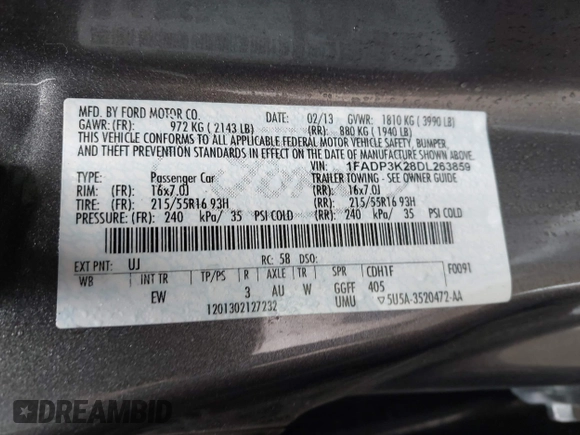 MFD. BY FORD MOTOR CO.
DATE: 02/13 GVWR: 1810 KG ( 3990 LB)
GAWR: (FR): 972 KG ( 2143 LB) (RR): 880 KG ( 1940 LB)
THIS VEHICLE CONFORMS TO ALL APPLICABLE FEDERAL MOTOR VEHICLE SAFETY, BUMPER,
AND THEFT PREVENTION STANDARDS IN EFFECT ON THE DATE OF MANUFACTURE SHOWN ABOVE.
VIN: 1FADP3K28DL263859
TYPE: Passenger Car TRAILER TOWING - SEE OWNER GUIDE
RIM: (FR) 16x7.0J (RR): 16x7.0J
TIRE: (FR): 215/55R16 93H (RR) 215/55R16 93H
PRESSURE: (FR): 240 kPa/ 35 PSI COLD (RR): 240 kPa/ 35 PSI COLD
EXT PNT: UJ RC: 58 DSO:
WB INT TR TP/PS R AXLE TR SPR CDH1F F0091
EW 3 AU W GGFF 405
1201302127232 UMU 5U5A-3520472-AA
DREAMBID